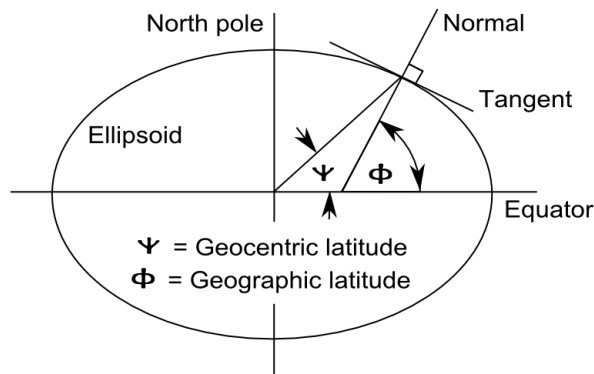 North pole
Normal
Tangent
Ellipsoid
Ψ
Φ
Equator
Ψ = Geocentric latitude
Φ = Geographic latitude